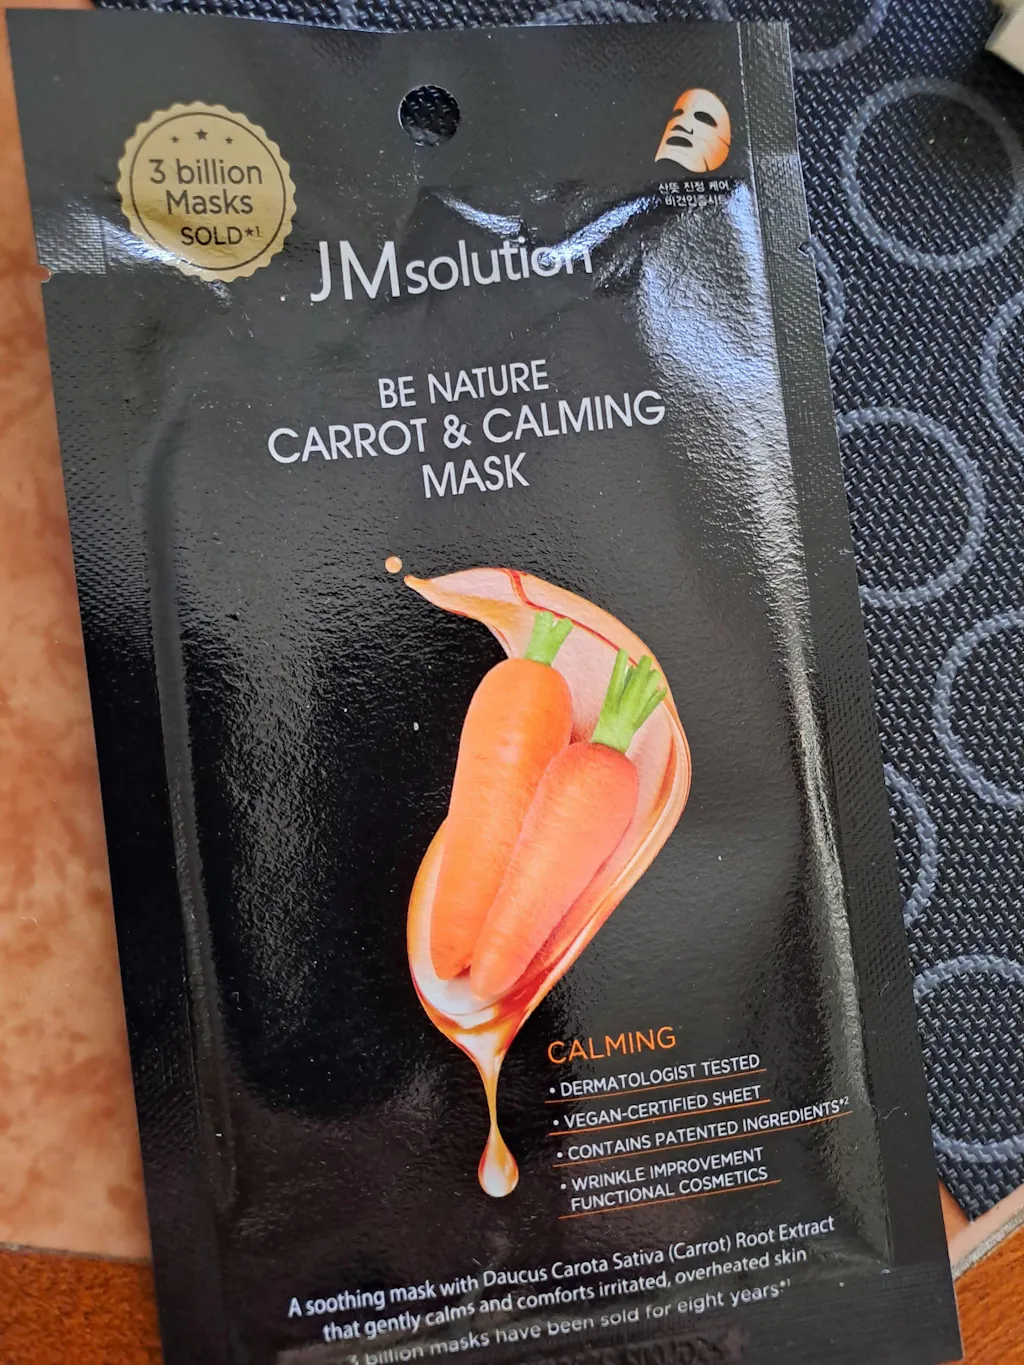 3 billion
Masks
SOLD*1
산뜻 진정 케어
비건인증시트
JMsolution
BE NATURE
CARROT & CALMING
MASK
CALMING
• DERMATOLOGIST TESTED
• VEGAN-CERTIFIED SHEET
• CONTAINS PATENTED INGREDIENTS*2
• WRINKLE IMPROVEMENT
FUNCTIONAL COSMETICS
A soothing mask with Daucus Carota Sativa (Carrot) Root Extract
that gently calms and comforts irritated, overheated skin
3 billion masks have been sold for eight years*1